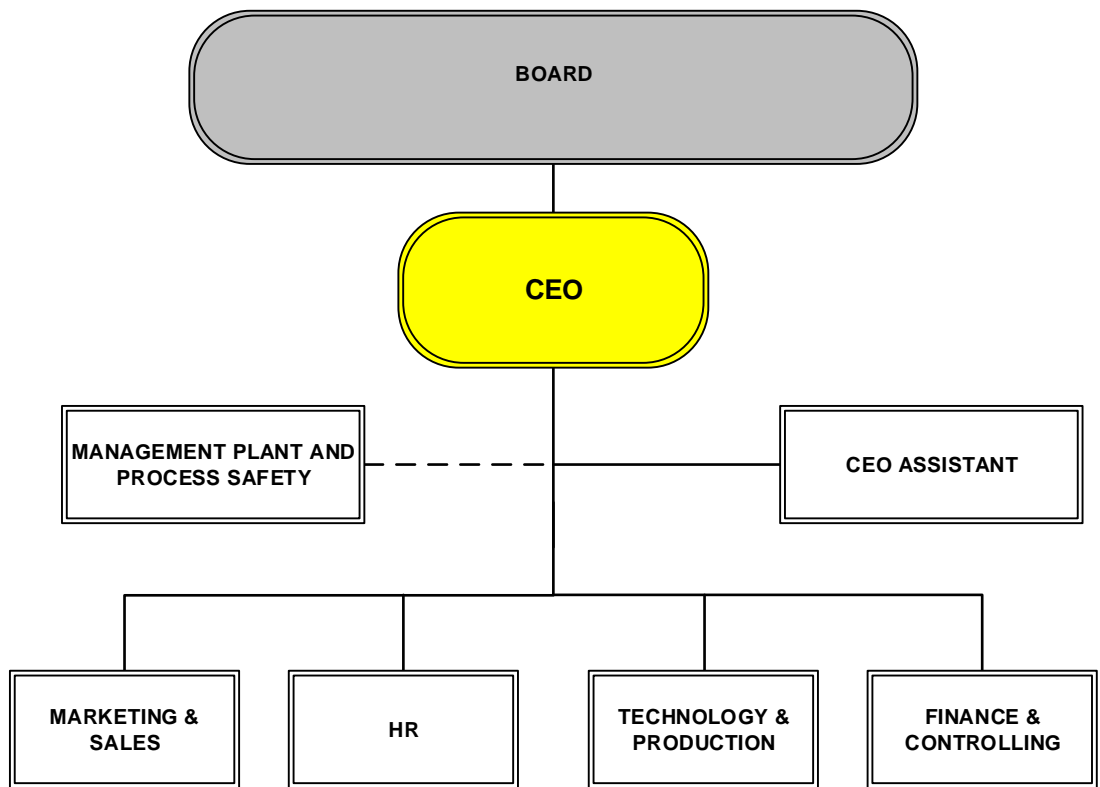 BOARD
CEO
MANAGEMENT PLANT AND
PROCESS SAFETY
CEO ASSISTANT
MARKETING &
SALES
HR
TECHNOLOGY &
PRODUCTION
FINANCE &
CONTROLLING